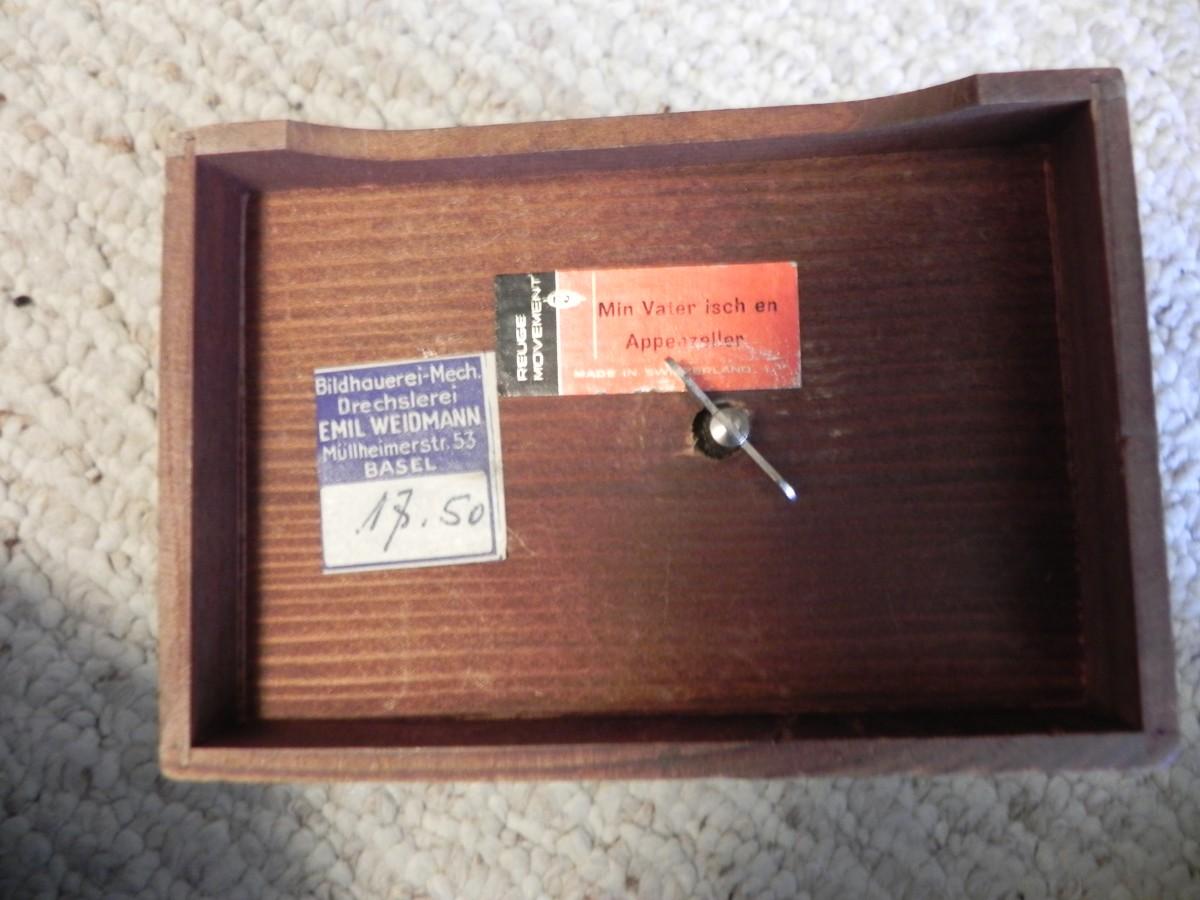 REUGE
MOVEMENT
Min Vater isch en
Appenzeller
MADE IN SWITZERLAND.
Bildhauerei-Mech.
Drechslerei
EMIL WEIDMANN
Müllheimerstr. 53
BASEL
.50